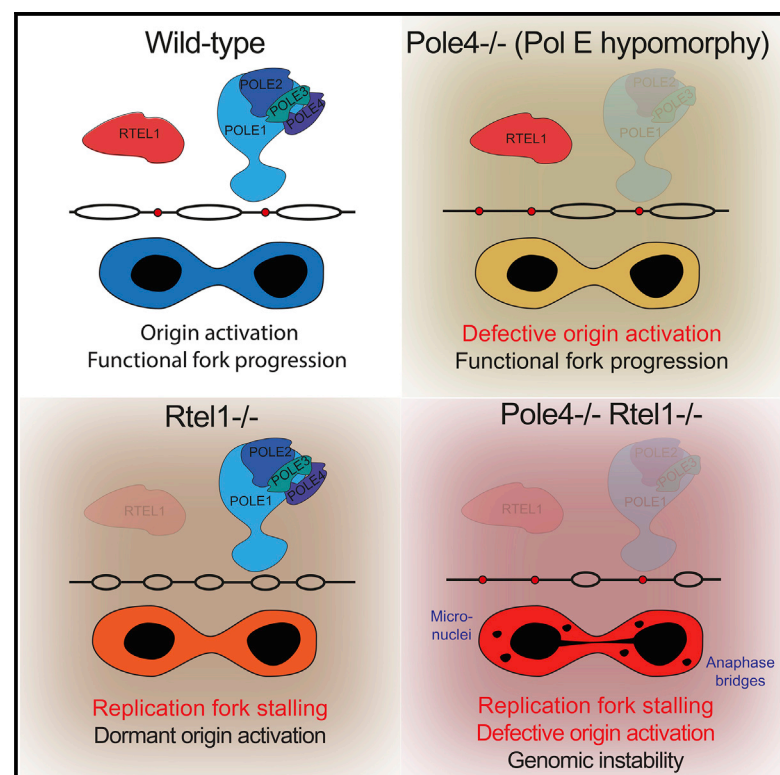 Wild-type
POLE2
POLE3
POLE4
POLE1
RTEL1
Origin activation
Functional fork progression
Pole4-/- (Pol E hypomorphy)
POLE2
POLE3
POLE1
RTEL1
Defective origin activation
Functional fork progression
Rtel1-/-
POLE2
POLE3
POLE4
POLE1
RTEL1
Replication fork stalling
Dormant origin activation
Pole4-/- Rtel1-/-
POLE2
POLE3
POLE1
RTEL1
Micro-
nuclei
Anaphase
bridges
Replication fork stalling
Defective origin activation
Genomic instability